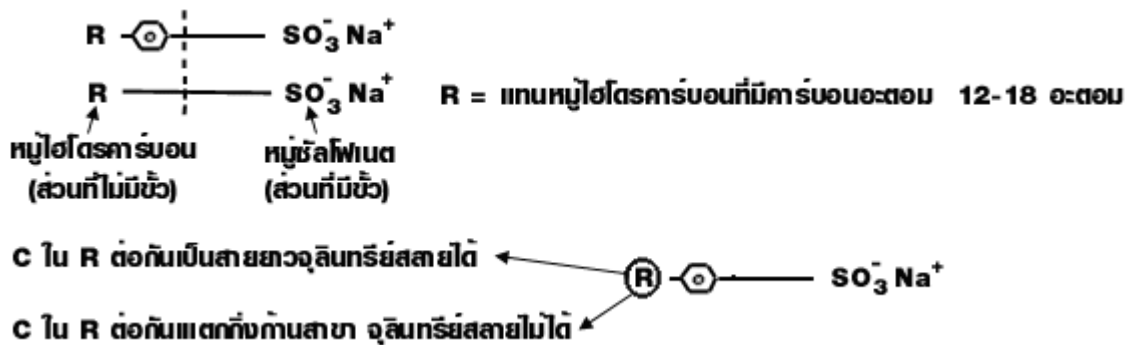 R SO₃⁻ Na⁺
R SO₃⁻ Na⁺ R = แทนหมู่ไฮโดรคาร์บอนที่มีคาร์บอนอะตอม 12-18 อะตอม
หมู่ไฮโดรคาร์บอน หมู่ซัลโฟเนต
(ส่วนที่ไม่มีขั้ว) (ส่วนที่มีขั้ว)
C ใน R ต่อกันเป็นสายยาวจุลินทรีย์สลายได้
R SO₃⁻ Na⁺
C ใน R ต่อกันแตกกิ่งก้านสาขา จุลินทรีย์สลายไม่ได้